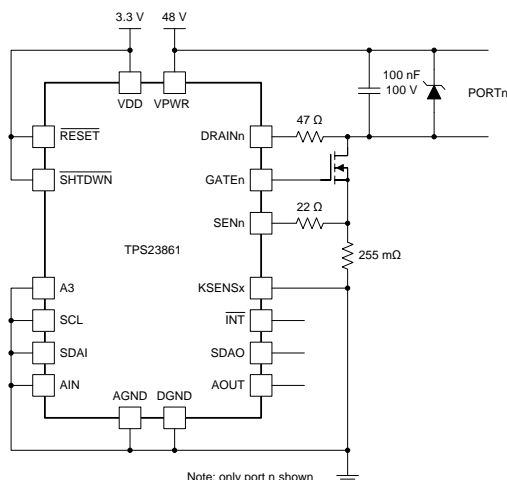 3.3 V
48 V
VDD
VPWR
RESET
SHTDWN
DRAINn
GATEn
SENn
47 Ω
22 Ω
100 nF
100 V
PORTn
255 mΩ
TPS23861
A3
SCL
SDAI
AIN
KSENSx
INT
SDAO
AOUT
AGND
DGND
Note: only port n shown